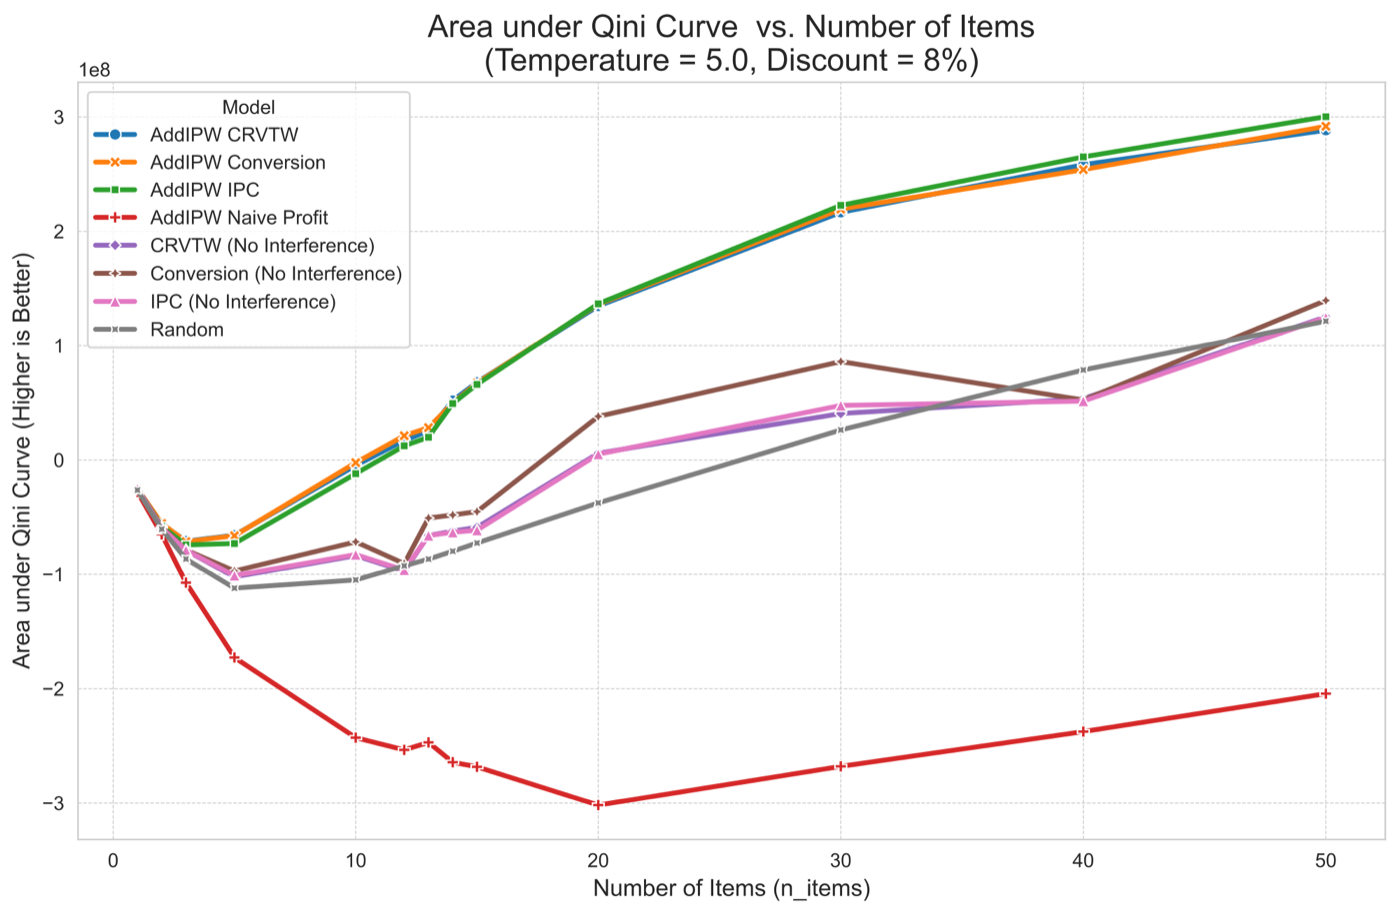 Area under Qini Curve  vs. Number of Items
(Temperature = 5.0, Discount = 8%)
1e8
Model
AddIPW CRVTW
AddIPW Conversion
AddIPW IPC
AddIPW Naive Profit
CRVTW (No Interference)
Conversion (No Interference)
IPC (No Interference)
Random
Area under Qini Curve (Higher is Better)
3
2
1
0
−1
−2
−3
0
10
20
30
40
50
Number of Items (n_items)